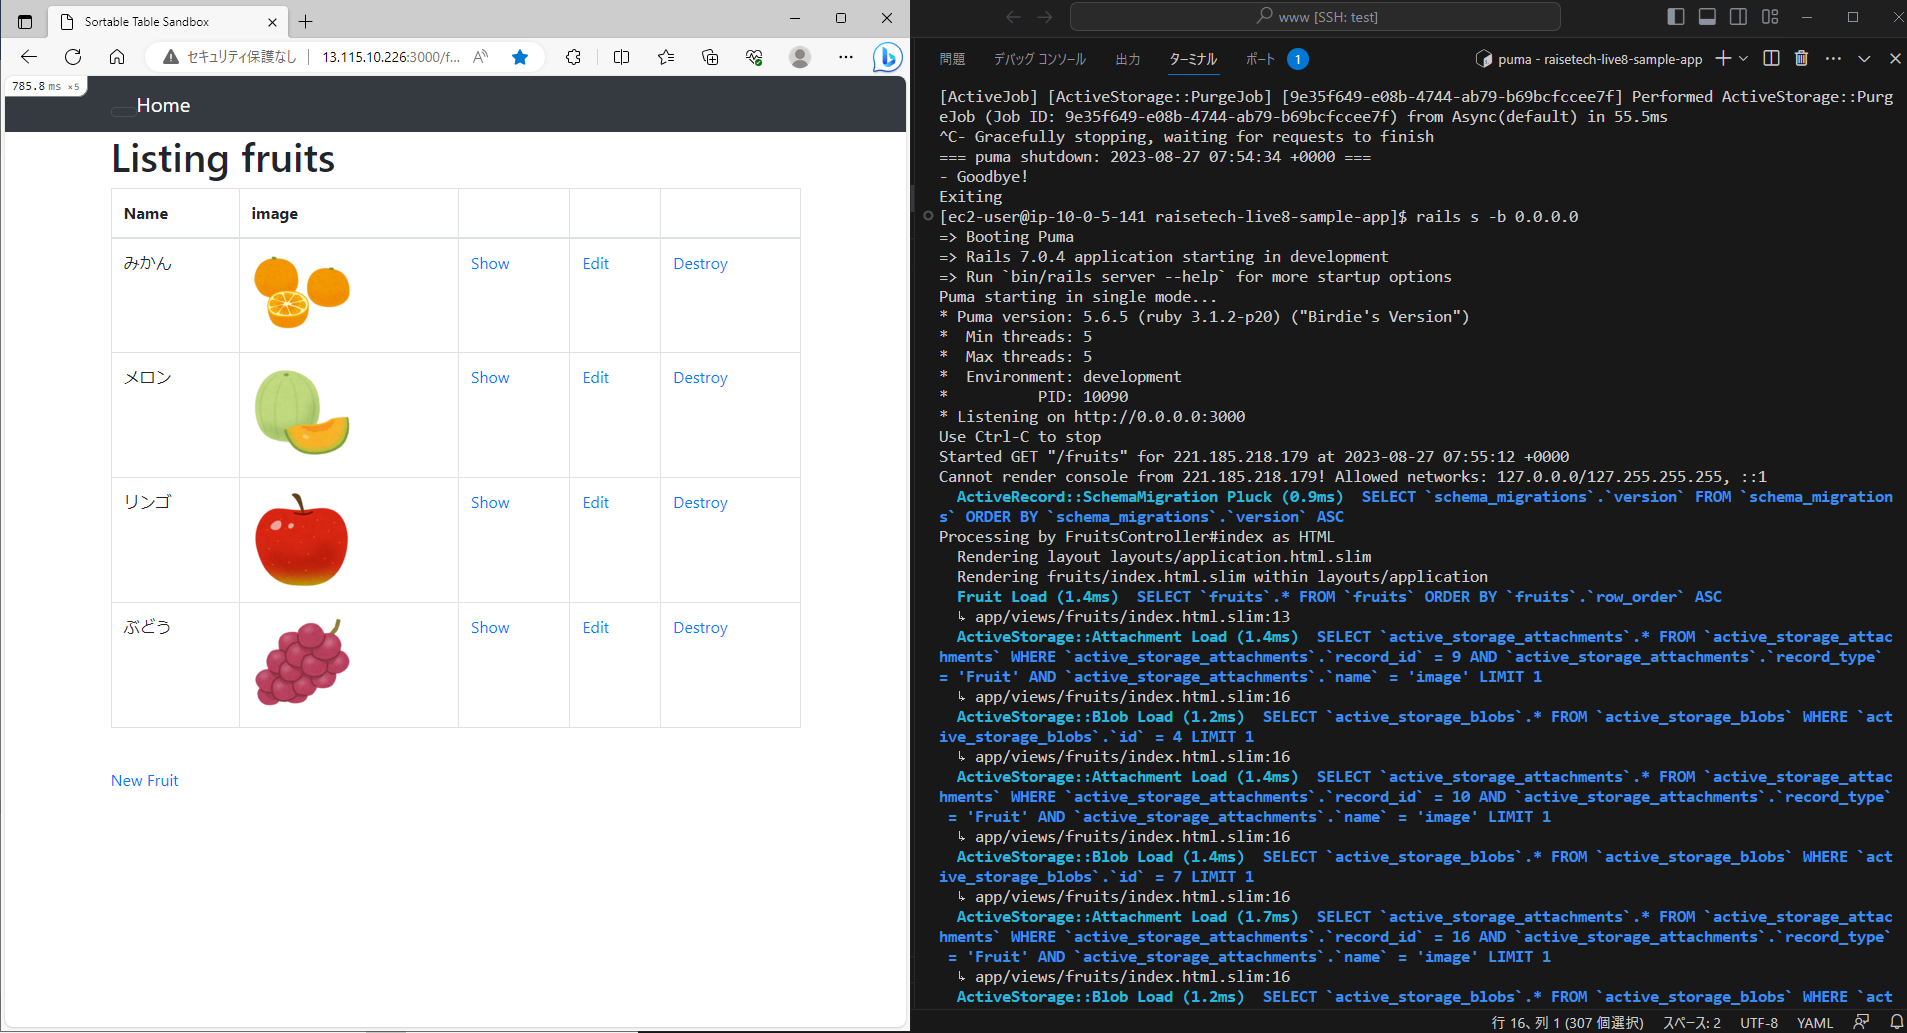 Sortable Table Sandbox
セキュリティ保護なし
13.115.10.226:3000/f...
785.8 ms ×5
Home
Listing fruits
Name image
みかん Show Edit Destroy
メロン Show Edit Destroy
リンゴ Show Edit Destroy
ぶどう Show Edit Destroy
New Fruit
www [SSH: test]
問題 デバッグ コンソール 出力 ターミナル ポート 1
puma - raisetech-live8-sample-app
[ActiveJob] [ActiveStorage::PurgeJob] [9e35f649-e08b-4744-ab79-b69bcfccee7f] Performed ActiveStorage::Purg
eJob (Job ID: 9e35f649-e08b-4744-ab79-b69bcfccee7f) from Async(default) in 55.5ms
^C- Gracefully stopping, waiting for requests to finish
=== puma shutdown: 2023-08-27 07:54:34 +0000 ===
- Goodbye!
Exiting
[ec2-user@ip-10-0-5-141 raisetech-live8-sample-app]$ rails s -b 0.0.0.0
=> Booting Puma
=> Rails 7.0.4 application starting in development
=> Run `bin/rails server --help` for more startup options
Puma starting in single mode...
* Puma version: 5.6.5 (ruby 3.1.2-p20) ("Birdie's Version")
*  Min threads: 5
*  Max threads: 5
*  Environment: development
*          PID: 10090
* Listening on http://0.0.0.0:3000
Use Ctrl-C to stop
Started GET "/fruits" for 221.185.218.179 at 2023-08-27 07:55:12 +0000
Cannot render console from 221.185.218.179! Allowed networks: 127.0.0.0/127.255.255.255, ::1
  ActiveRecord::SchemaMigration Pluck (0.9ms)  SELECT `schema_migrations`.`version` FROM `schema_migration
s` ORDER BY `schema_migrations`.`version` ASC
Processing by FruitsController#index as HTML
  Rendering layout layouts/application.html.slim
  Rendering fruits/index.html.slim within layouts/application
  Fruit Load (1.4ms)  SELECT `fruits`.* FROM `fruits` ORDER BY `fruits`.`row_order` ASC
  ↳ app/views/fruits/index.html.slim:13
  ActiveStorage::Attachment Load (1.4ms)  SELECT `active_storage_attachments`.* FROM `active_storage_attac
hments` WHERE `active_storage_attachments`.`record_id` = 9 AND `active_storage_attachments`.`record_type`
= 'Fruit' AND `active_storage_attachments`.`name` = 'image' LIMIT 1
  ↳ app/views/fruits/index.html.slim:16
  ActiveStorage::Blob Load (1.2ms)  SELECT `active_storage_blobs`.* FROM `active_storage_blobs` WHERE `act
ive_storage_blobs`.`id` = 4 LIMIT 1
  ↳ app/views/fruits/index.html.slim:16
  ActiveStorage::Attachment Load (1.4ms)  SELECT `active_storage_attachments`.* FROM `active_storage_attac
hments` WHERE `active_storage_attachments`.`record_id` = 10 AND `active_storage_attachments`.`record_type`
 = 'Fruit' AND `active_storage_attachments`.`name` = 'image' LIMIT 1
  ↳ app/views/fruits/index.html.slim:16
  ActiveStorage::Blob Load (1.4ms)  SELECT `active_storage_blobs`.* FROM `active_storage_blobs` WHERE `act
ive_storage_blobs`.`id` = 7 LIMIT 1
  ↳ app/views/fruits/index.html.slim:16
  ActiveStorage::Attachment Load (1.7ms)  SELECT `active_storage_attachments`.* FROM `active_storage_attac
hments` WHERE `active_storage_attachments`.`record_id` = 16 AND `active_storage_attachments`.`record_type`
 = 'Fruit' AND `active_storage_attachments`.`name` = 'image' LIMIT 1
  ↳ app/views/fruits/index.html.slim:16
  ActiveStorage::Blob Load (1.2ms)  SELECT `active_storage_blobs`.* FROM `active_storage_blobs` WHERE `act
行 16、列 1 (307 個選択) スペース: 2 UTF-8 YAML